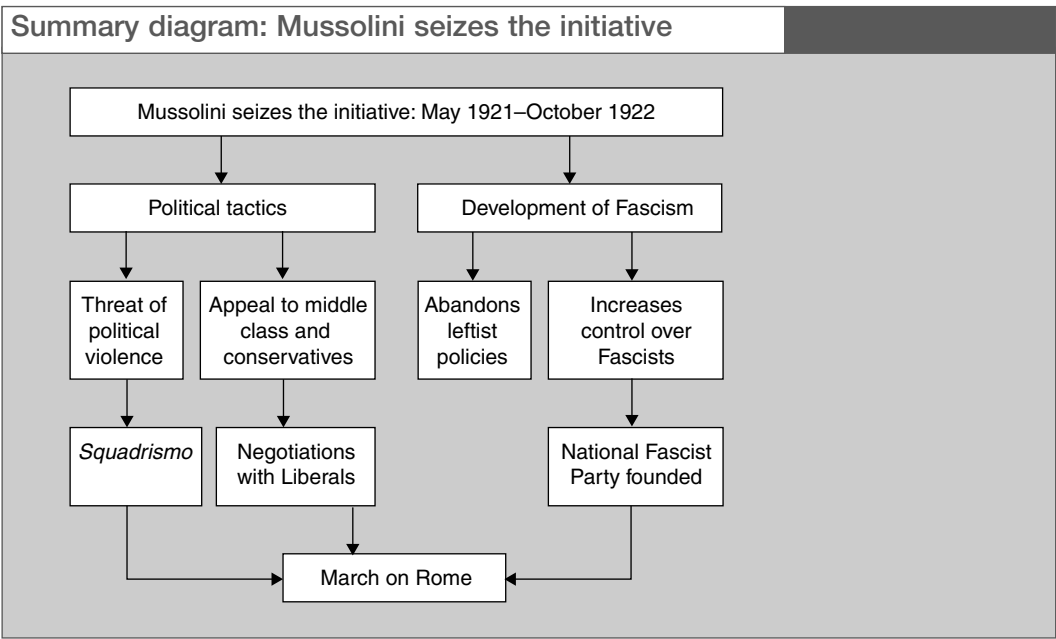 Summary diagram: Mussolini seizes the initiative
Mussolini seizes the initiative: May 1921–October 1922
Political tactics
Development of Fascism
Threat of
political
violence
Appeal to middle
class and
conservatives
Abandons
leftist
policies
Increases
control over
Fascists
Squadrismo
Negotiations
with Liberals
National Fascist
Party founded
March on Rome